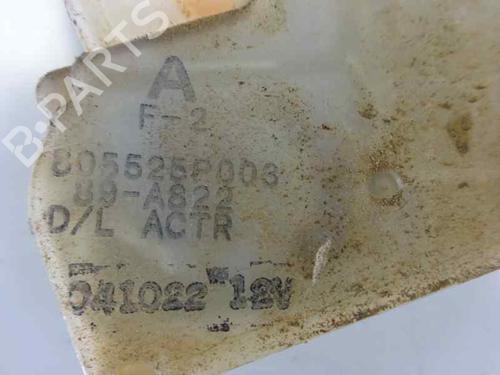 A
F-2
805525P003
89-A822
D/L ACTR
041022 12V
B-PARTS